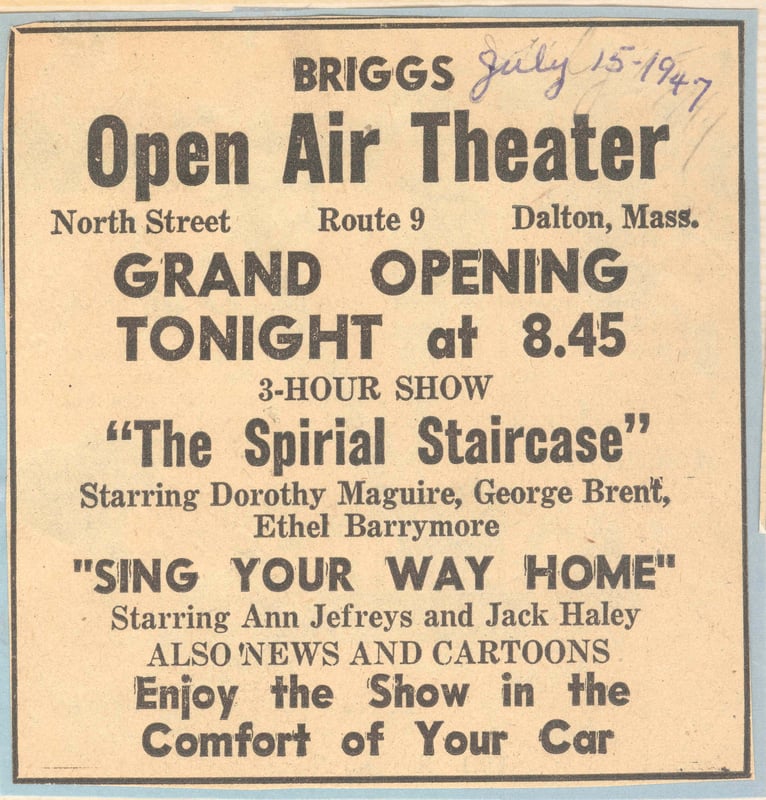 BRIGGS July 15-1947
Open Air Theater
North Street Route 9 Dalton, Mass.
GRAND OPENING
TONIGHT at 8.45
3-HOUR SHOW
"The Spirial Staircase"
Starring Dorothy Maguire, George Brent,
Ethel Barrymore
"SING YOUR WAY HOME"
Starring Ann Jefreys and Jack Haley
ALSO NEWS AND CARTOONS
Enjoy the Show in the
Comfort of Your Car